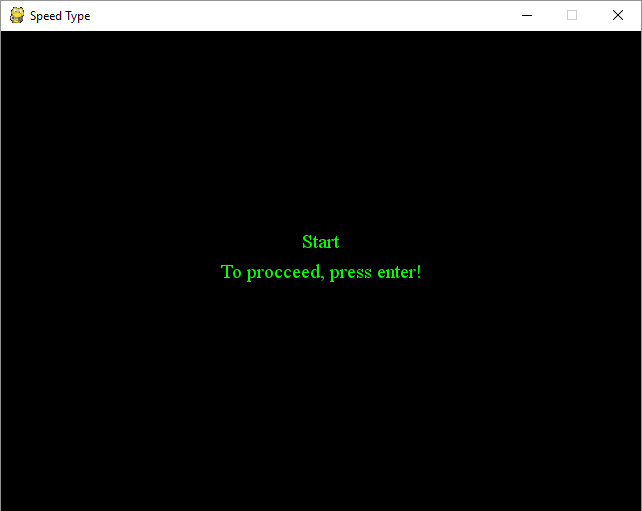 Speed Type
Start
To procceed, press enter!